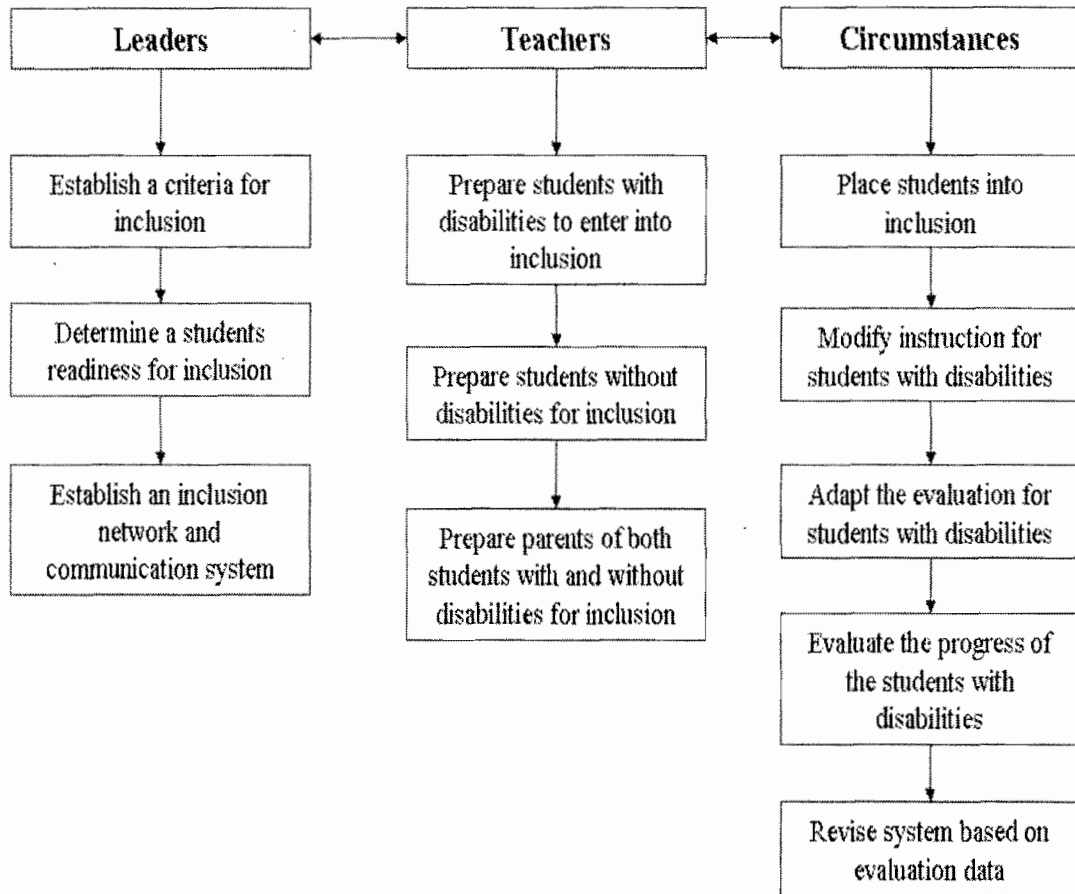 Leaders
Teachers
Circumstances
Establish a criteria for
inclusion
Determine a students
readiness for inclusion
Establish an inclusion
network and
communication system
Prepare students with
disabilities to enter into
inclusion
Prepare students without
disabilities for inclusion
Prepare parents of both
students with and without
disabilities for inclusion
Place students into
inclusion
Modify instruction for
students with disabilities
Adapt the evaluation for
students with disabilities
Evaluate the progress of
the students with
disabilities
Revise system based on
evaluation data